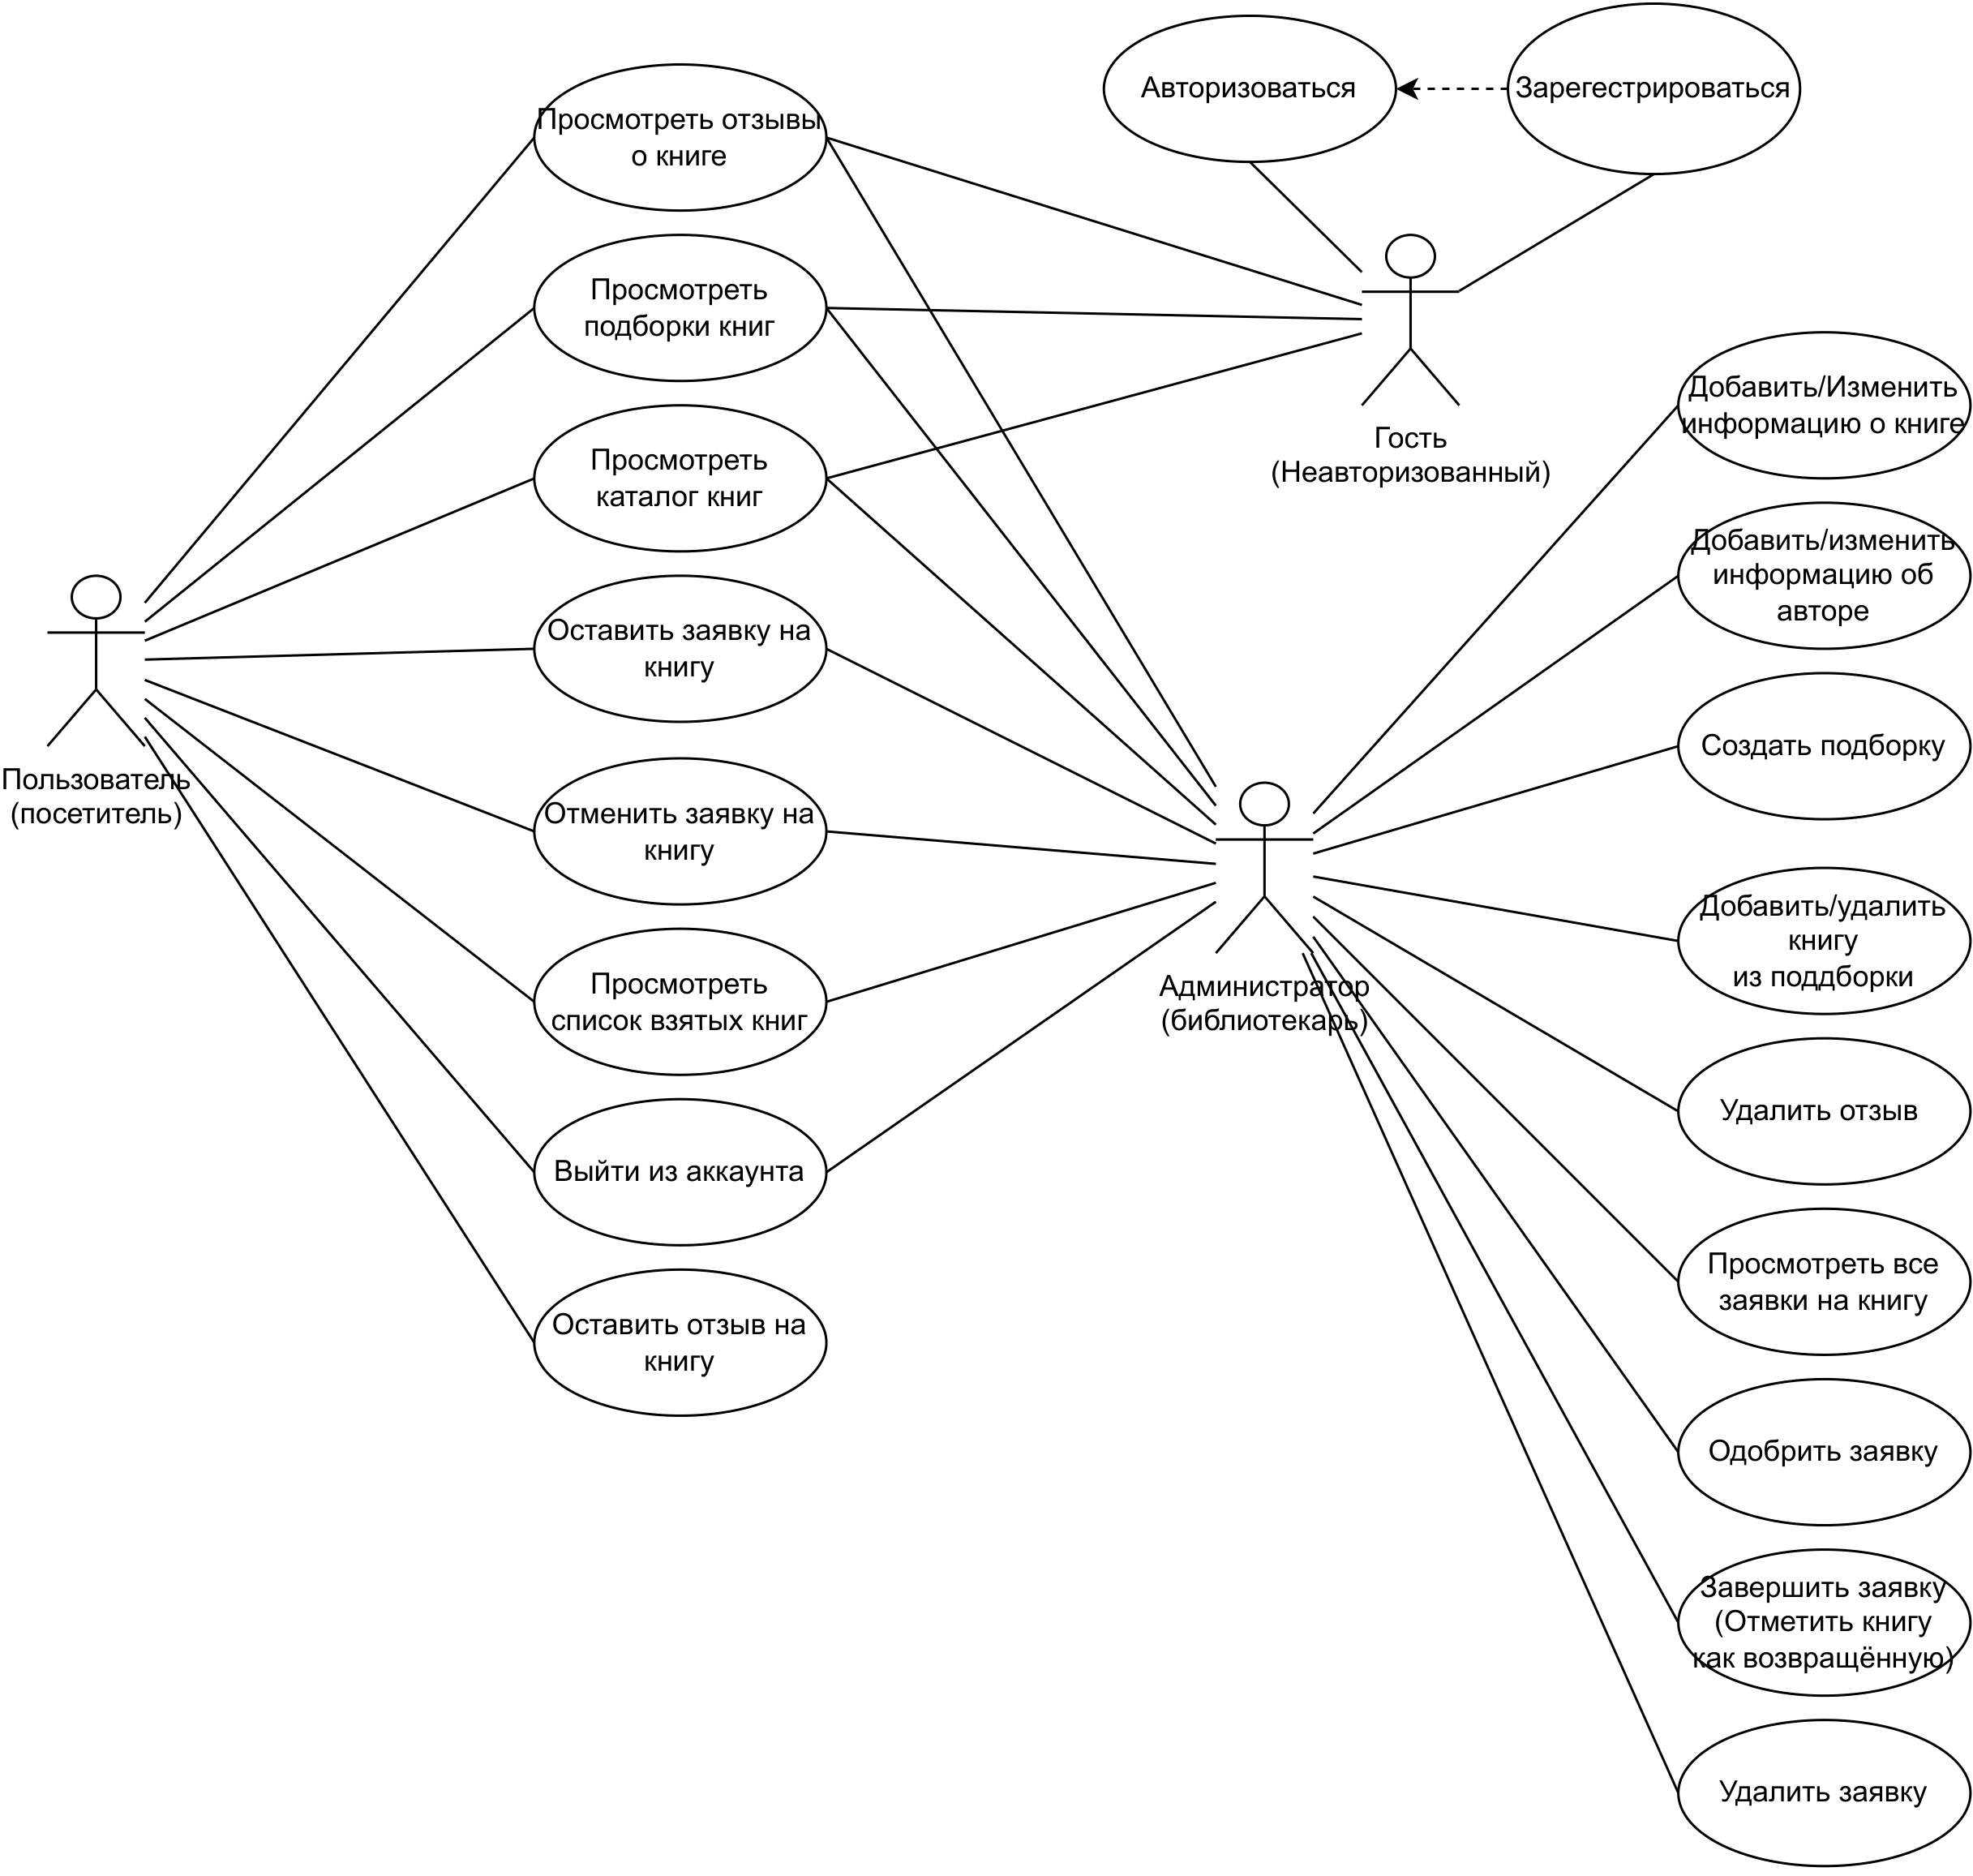 Авторизоваться
Зарегестрироваться
Просмотреть отзывы
о книге
Просмотреть
подборки книг
Просмотреть
каталог книг
Оставить заявку на
книгу
Отменить заявку на
книгу
Просмотреть
список взятых книг
Выйти из аккаунта
Оставить отзыв на
книгу
Пользователь
(посетитель)
Гость
(Неавторизованный)
Администратор
(библиотекарь)
Добавить/Изменить
информацию о книге
Добавить/изменить
информацию об
авторе
Создать подборку
Добавить/удалить
книгу
из поддборки
Удалить отзыв
Просмотреть все
заявки на книгу
Одобрить заявку
Завершить заявку
(Отметить книгу
как возвращённую)
Удалить заявку